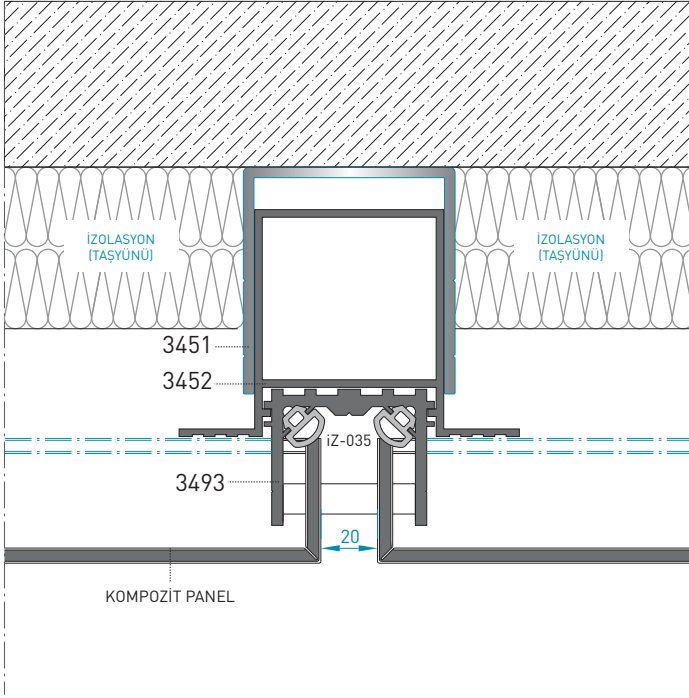 İZOLASYON
(TAŞYÜNÜ)
İZOLASYON
(TAŞYÜNÜ)
3451
3452
iZ-035
3493
20
KOMPOZİT PANEL